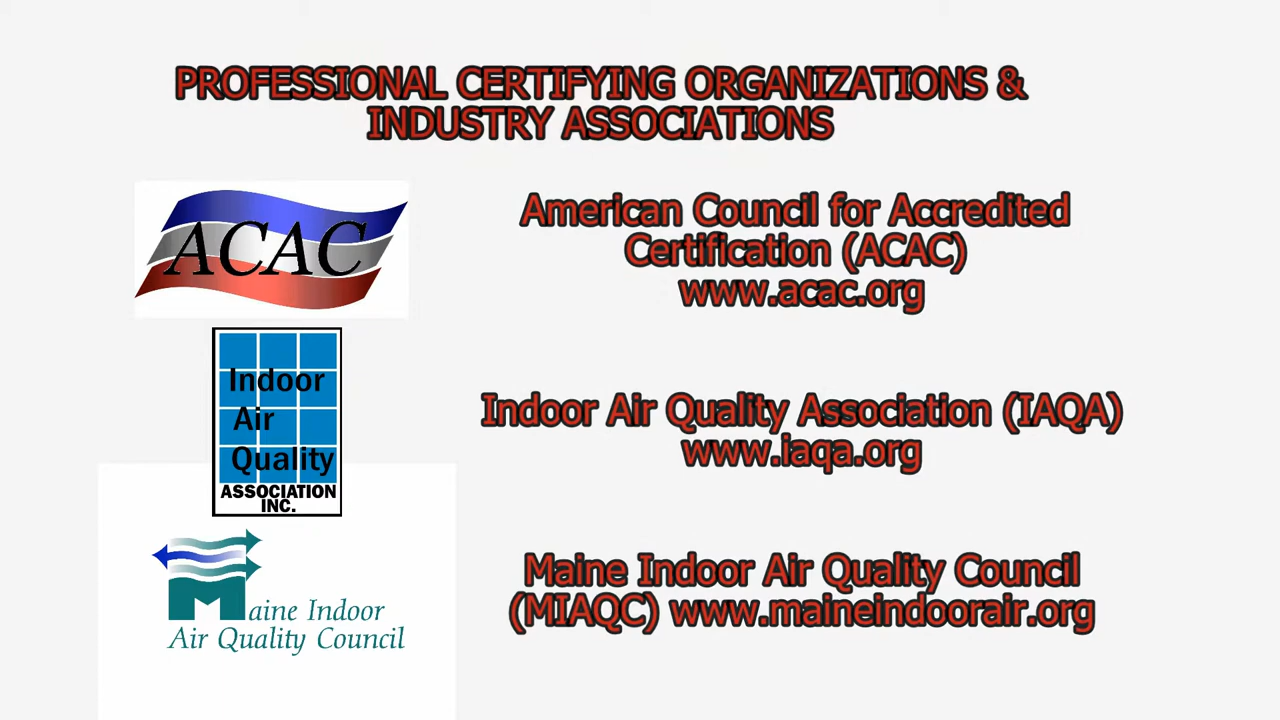 PROFESSIONAL CERTIFYING ORGANIZATIONS &
INDUSTRY ASSOCIATIONS
ACAC
American Council for Accredited
Certification (ACAC)
www.acac.org
Indoor
Air
Quality
ASSOCIATION
INC.
Indoor Air Quality Association (IAQA)
www.iaqa.org
Maine Indoor
Air Quality Council
Maine Indoor Air Quality Council
(MIAQC) www.maineindoorair.org